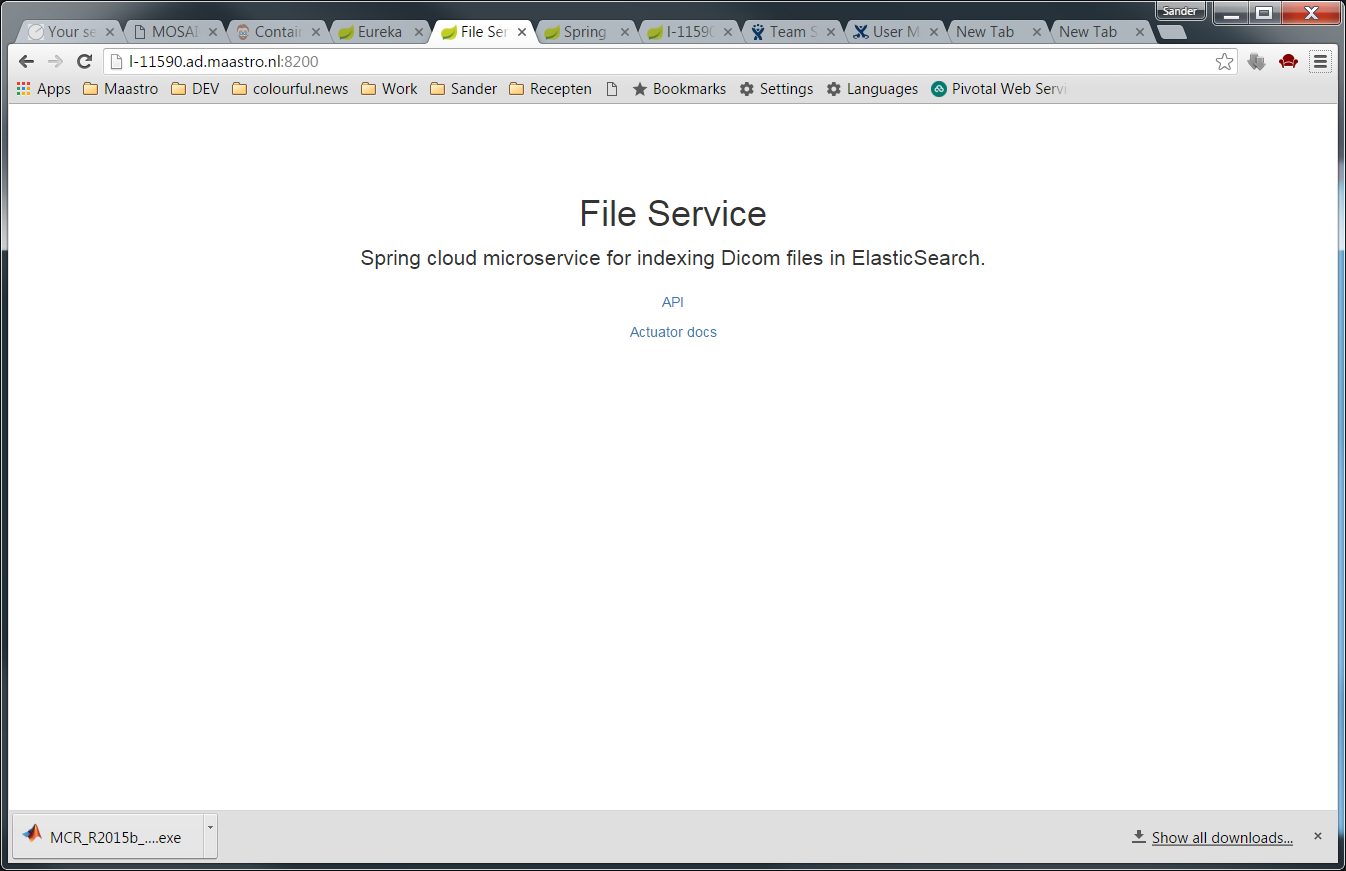 Sander
Your se
MOSAI
Contain
Eureka
File Ser
Spring
I-11590
Team S
User M
New Tab
New Tab
l-11590.ad.maastro.nl:8200
Apps
Maastro
DEV
colourful.news
Work
Sander
Recepten
Bookmarks
Settings
Languages
Pivotal Web Servi
File Service
Spring cloud microservice for indexing Dicom files in ElasticSearch.
API
Actuator docs
MCR_R2015b_....exe
Show all downloads...